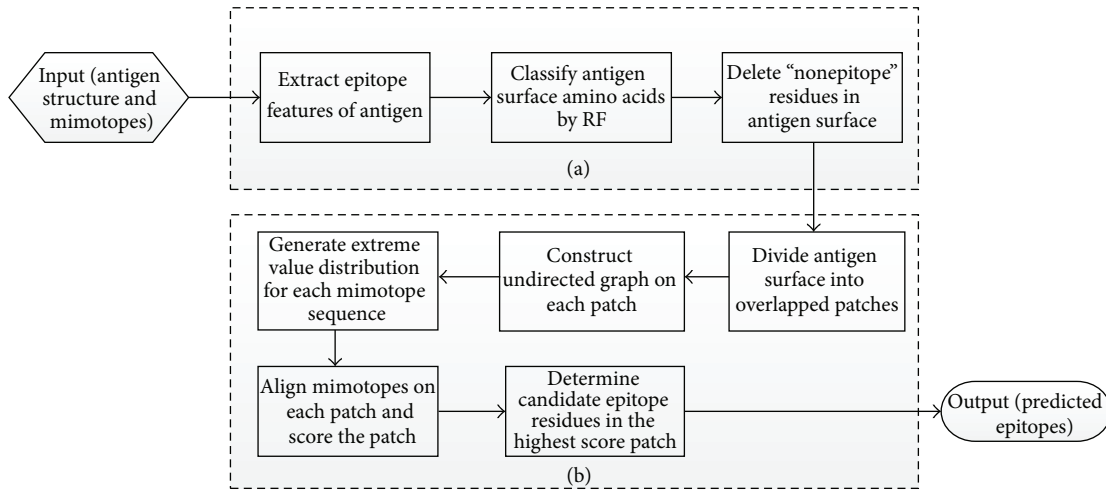 Input (antigen
structure and
mimotopes)
Extract epitope
features of antigen
Classify antigen
surface amino acids
by RF
Delete “nonepitope”
residues in
antigen surface
(a)
Divide antigen
surface into
overlapped patches
Construct
undirected graph on
each patch
Generate extreme
value distribution
for each mimotope
sequence
Align mimotopes on
each patch and
score the patch
Determine
candidate epitope
residues in the
highest score patch
Output (predicted
epitopes)
(b)